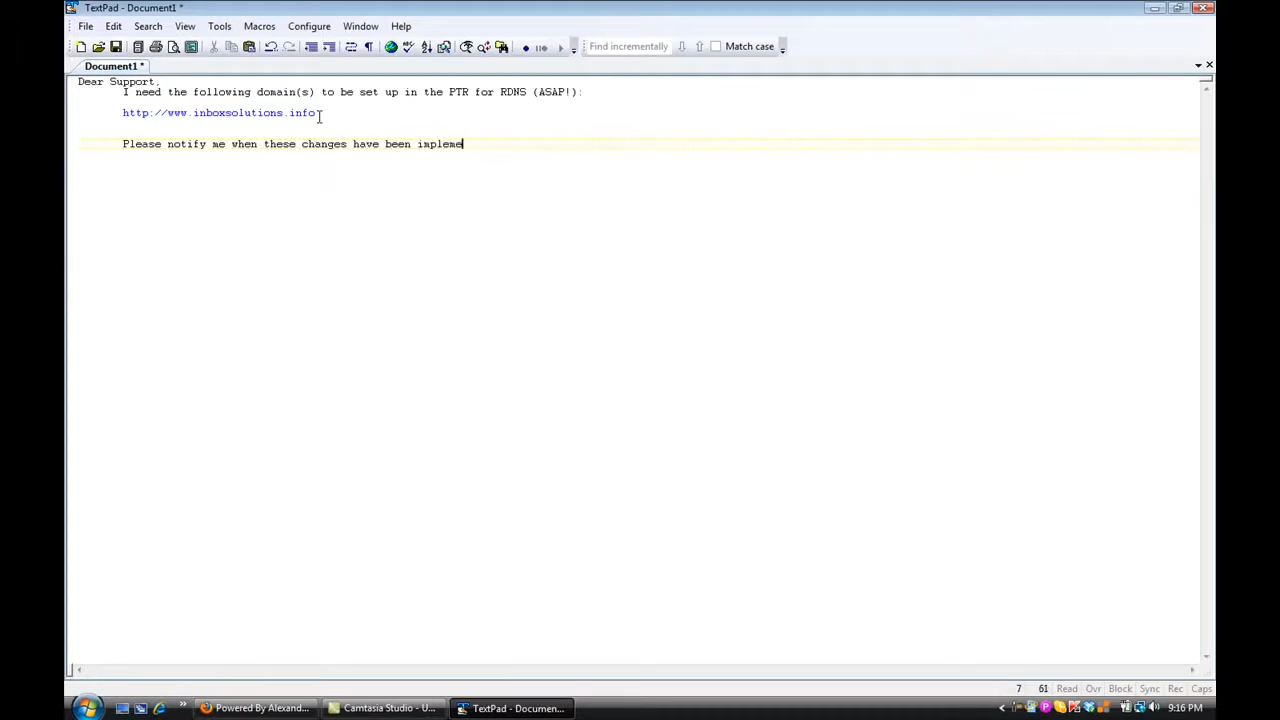 TextPad - Document1 *
File Edit Search View Tools Macros Configure Window Help
Find incrementally Match case
Document1 *
Dear Support,
I need the following domain(s) to be set up in the PTR for RDNS (ASAP!):
http://www.inboxsolutions.info
Please notify me when these changes have been impleme
7 61 Read Ovr Block Sync Rec Caps
Powered By Alexand... Camtasia Studio - U... TextPad - Documen... 9:16 PM